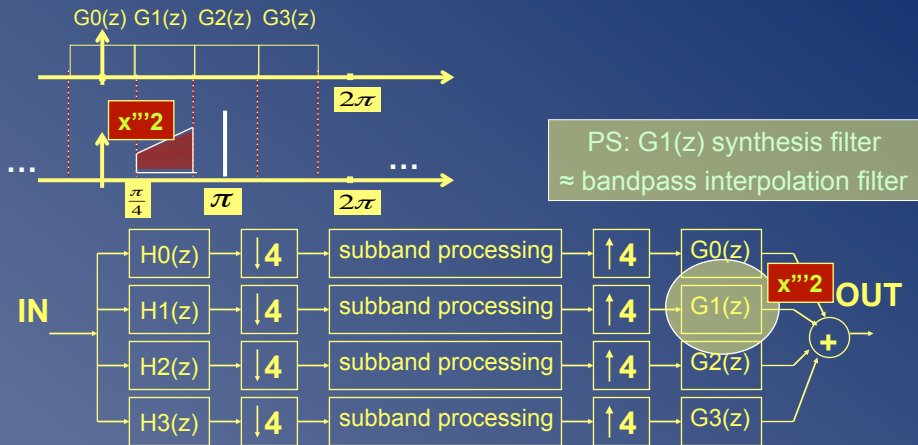 G0(z) G1(z) G2(z) G3(z)
2π
x"'2
... ...
π/4 π 2π
PS: G1(z) synthesis filter
≈ bandpass interpolation filter
H0(z) ↓4 subband processing ↑4 G0(z)
x"'2
IN H1(z) ↓4 subband processing ↑4 G1(z) OUT
+
H2(z) ↓4 subband processing ↑4 G2(z)
H3(z) ↓4 subband processing ↑4 G3(z)